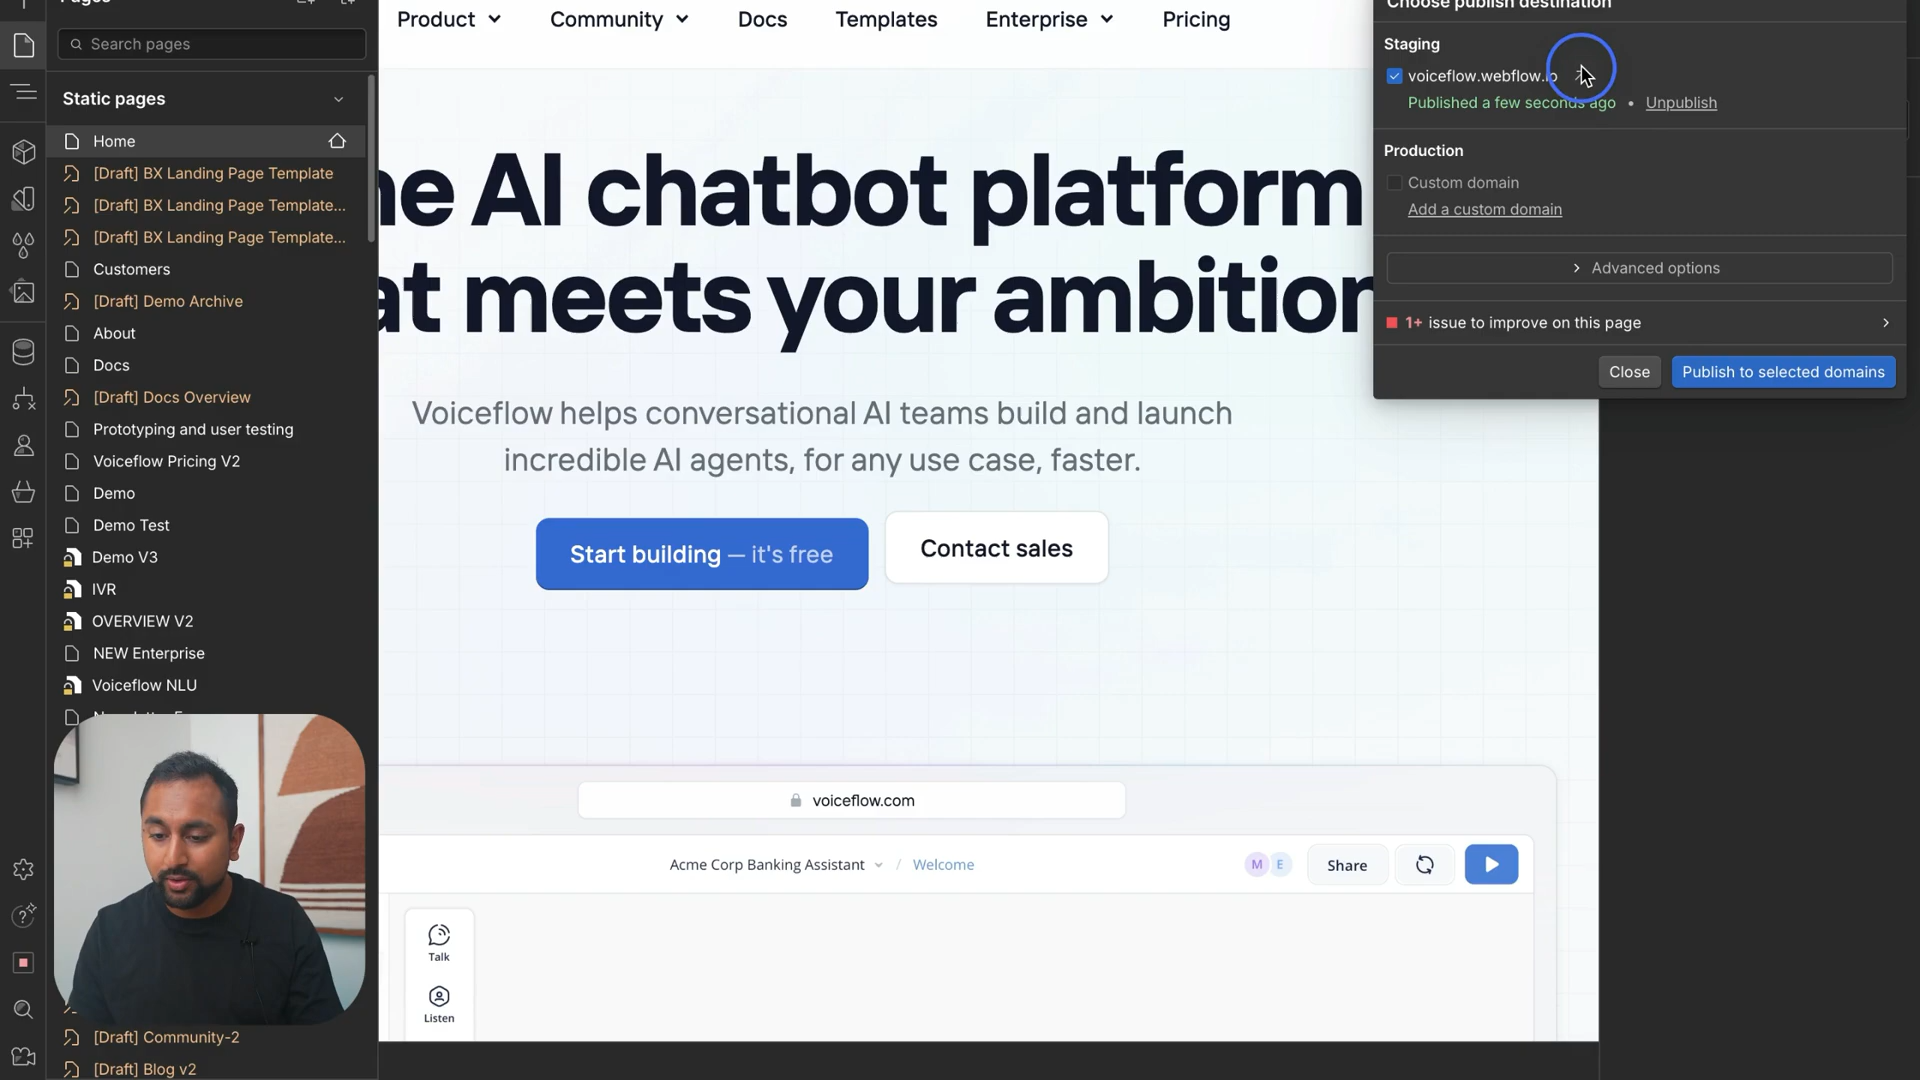 Search pages
Static pages
Home
[Draft] BX Landing Page Template
[Draft] BX Landing Page Template...
[Draft] BX Landing Page Template...
Customers
[Draft] Demo Archive
About
Docs
[Draft] Docs Overview
Prototyping and user testing
Voiceflow Pricing V2
Demo
Demo Test
Demo V3
IVR
OVERVIEW V2
NEW Enterprise
Voiceflow NLU
[Draft] Community-2
[Draft] Blog v2
Product
Community
Docs
Templates
Enterprise
Pricing
AI chatbot platform
meets your ambition
Voiceflow helps conversational AI teams build and launch
incredible AI agents, for any use case, faster.
Start building — it's free
Contact sales
voiceflow.com
Acme Corp Banking Assistant / Welcome
M E
Share
Talk
Listen
Choose publish destination
Staging
voiceflow.webflow.io
Published a few seconds ago • Unpublish
Production
Custom domain
Add a custom domain
Advanced options
1+ issue to improve on this page
Close
Publish to selected domains